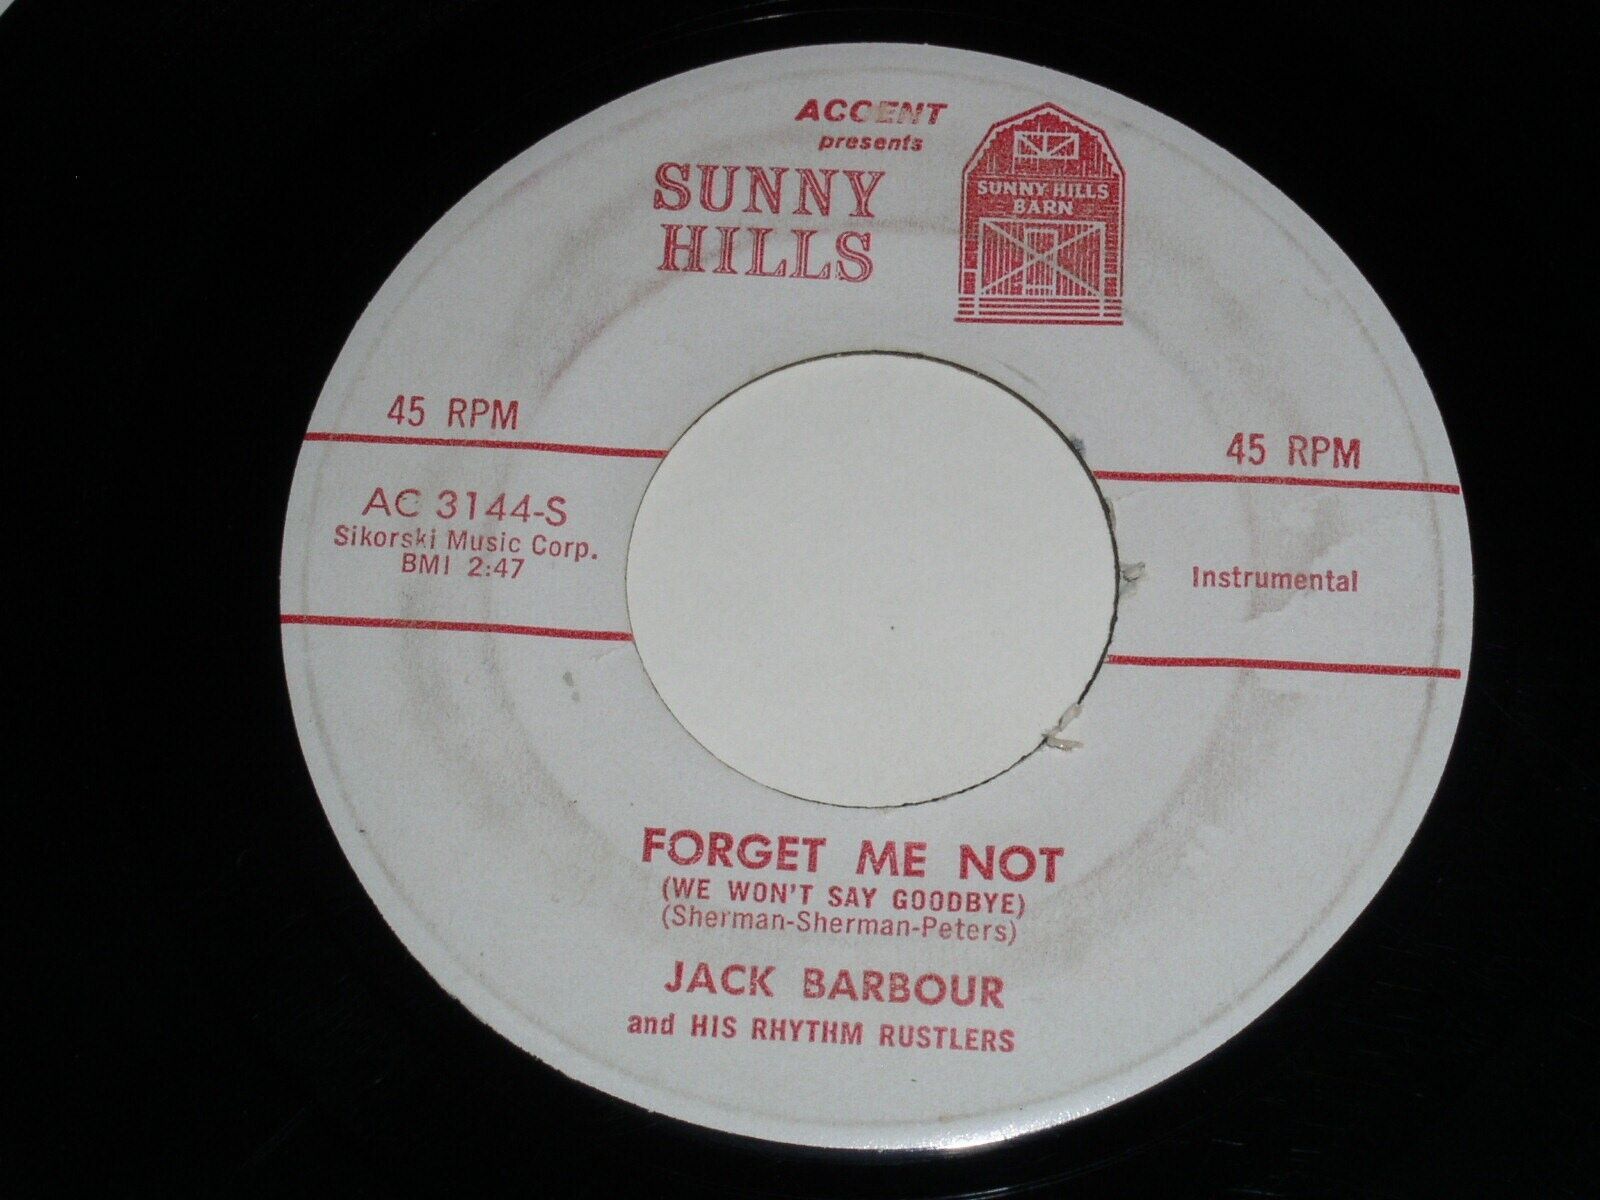 ACCENT
presents
SUNNY
HILLS
SUNNY HILLS
BARN
45 RPM
45 RPM
AC 3144-S
Sikorski Music Corp.
BMI 2:47
Instrumental
FORGET ME NOT
(WE WON'T SAY GOODBYE)
(Sherman-Sherman-Peters)
JACK BARBOUR
and HIS RHYTHM RUSTLERS